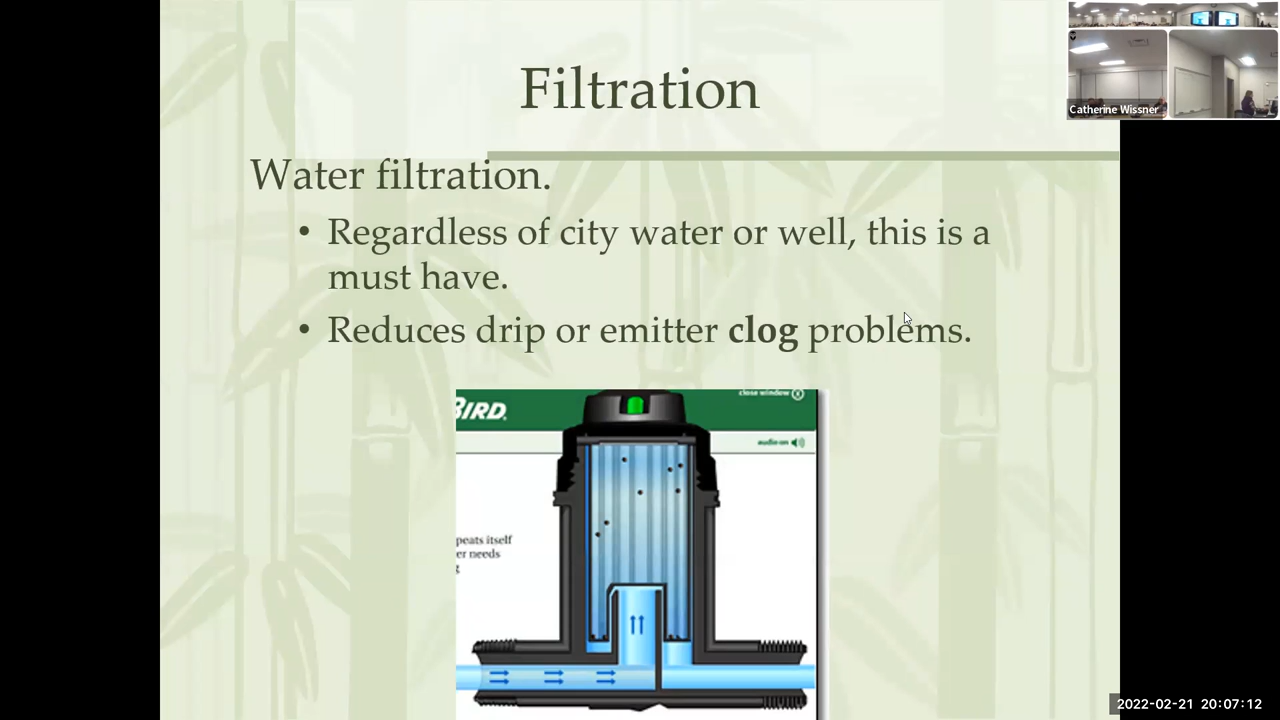 Filtration
Water filtration.
• Regardless of city water or well, this is a
must have.
• Reduces drip or emitter clog problems.
BIRD.
close window
audio on
peats itself
er needs
g
Catherine Wissner
2022-02-21 20:07:12